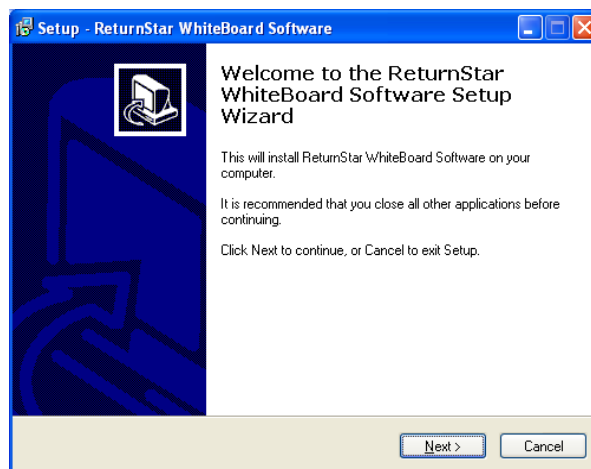 Setup - ReturnStar WhiteBoard Software
Welcome to the ReturnStar
WhiteBoard Software Setup
Wizard
This will install ReturnStar WhiteBoard Software on your
computer.
It is recommended that you close all other applications before
continuing.
Click Next to continue, or Cancel to exit Setup.
Next >
Cancel